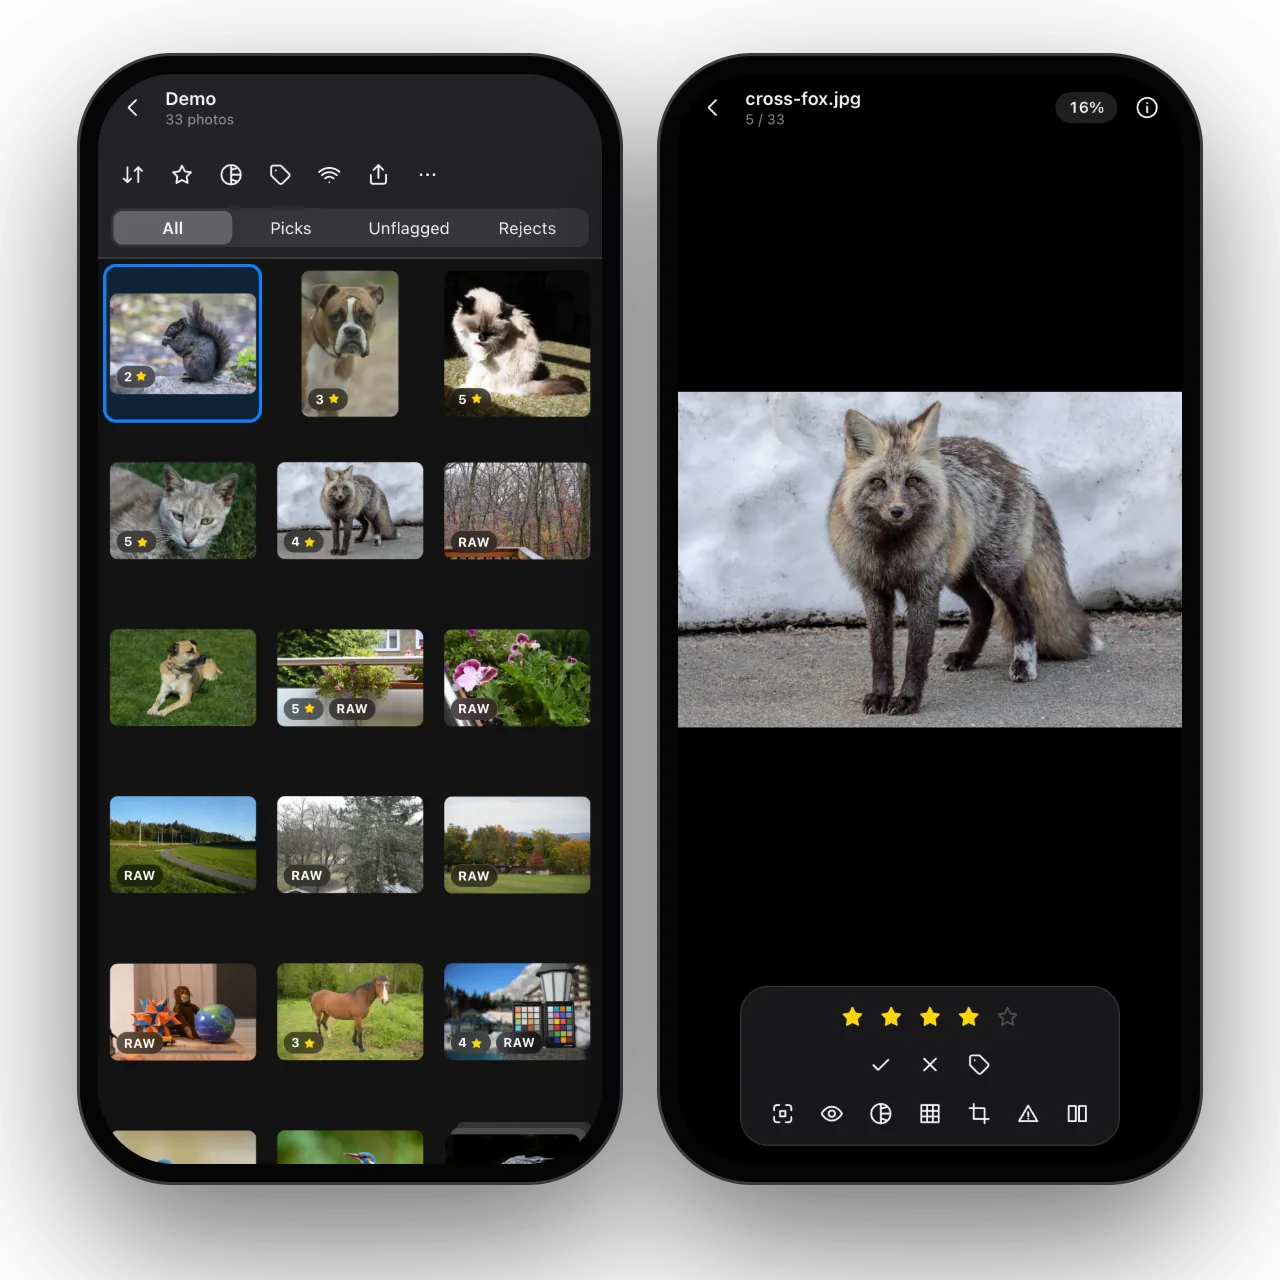 Demo
33 photos
All Picks Unflagged Rejects
2
3
5
5
4
RAW
5 RAW
RAW
RAW
RAW
RAW
RAW
3
4 RAW
cross-fox.jpg
5 / 33
16%